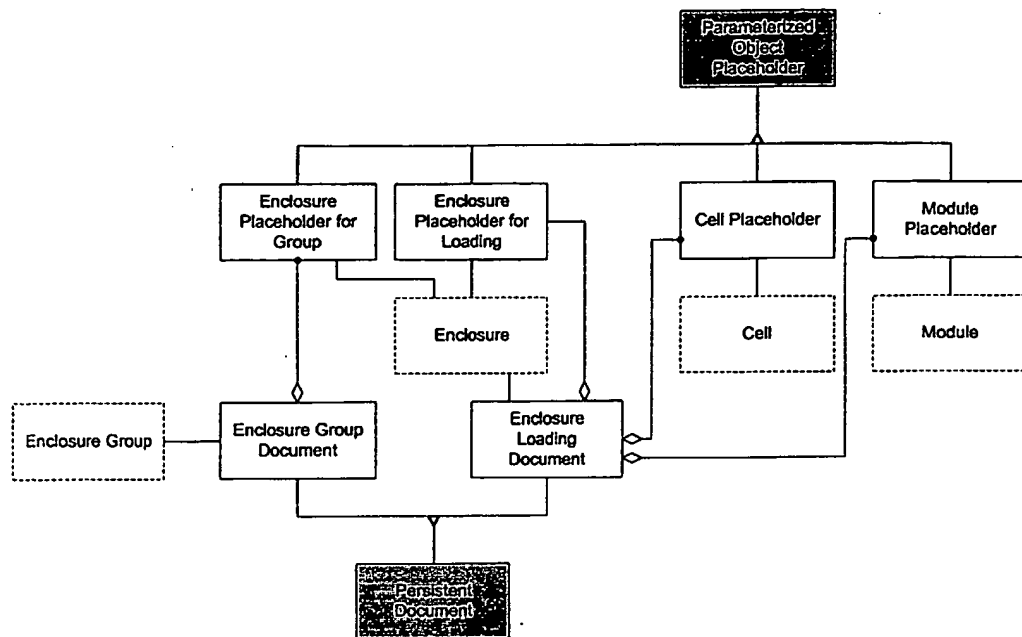 Parameterized
Object
Placeholder
Enclosure
Placeholder for
Group
Enclosure
Placeholder for
Loading
Cell Placeholder
Module
Placeholder
Enclosure
Cell
Module
Enclosure Group
Enclosure Group
Document
Enclosure
Loading
Document
Persistent
Document